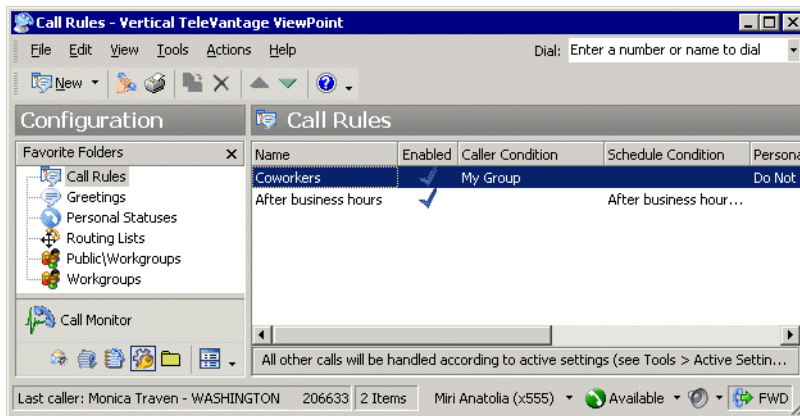 Call Rules - Vertical TeleVantage ViewPoint
File Edit View Tools Actions Help Dial: Enter a number or name to dial
New
Configuration Call Rules
Favorite Folders Name Enabled Caller Condition Schedule Condition Persona
Call Rules Coworkers My Group Do Not
Greetings After business hours After business hour...
Personal Statuses
Routing Lists
Public\Workgroups
Workgroups
Call Monitor
All other calls will be handled according to active settings (see Tools > Active Settin...
Last caller: Monica Traven - WASHINGTON 206633 2 Items Miri Anatolia (x555) Available FWD